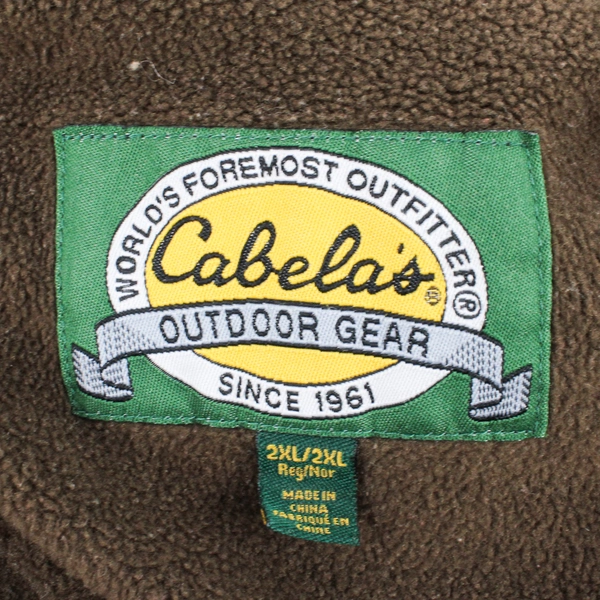 WORLD'S FOREMOST OUTFITTER®
Cabela's®
OUTDOOR GEAR
SINCE 1961
2XL/2XL
Reg/Nor
MADE IN
CHINA
FABRIQUÉ EN
CHINE